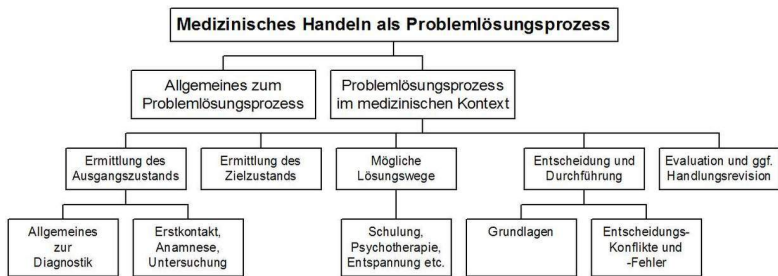 Medizinisches Handeln als Problemlösungsprozess
Allgemeines zum
Problemlösungsprozess
Problemlösungsprozess
im medizinischen Kontext
Ermittlung des
Ausgangszustands
Ermittlung des
Zielzustands
Mögliche
Lösungswege
Entscheidung und
Durchführung
Evaluation und ggf.
Handlungsrevision
Allgemeines
zur
Diagnostik
Erstkontakt,
Anamnese,
Untersuchung
Schulung,
Psychotherapie,
Entspannung etc.
Grundlagen
Entscheidungs-
Konflikte und
-Fehler